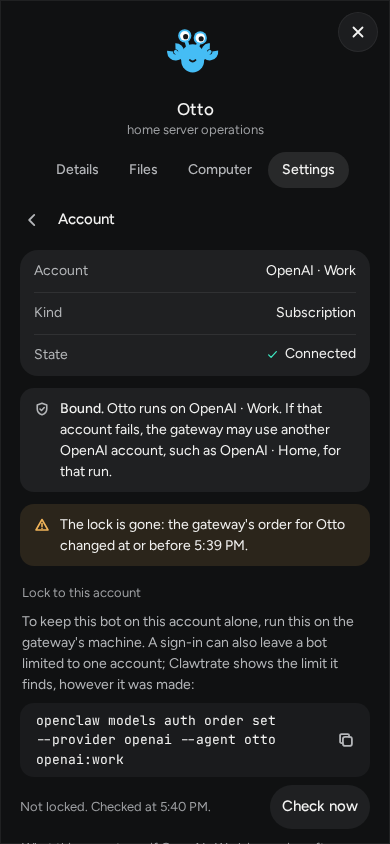 Otto
home server operations
Details Files Computer Settings
Account
Account OpenAI · Work
Kind Subscription
State Connected
Bound. Otto runs on OpenAI · Work. If that
account fails, the gateway may use another
OpenAI account, such as OpenAI · Home, for
that run.
The lock is gone: the gateway's order for Otto
changed at or before 5:39 PM.
Lock to this account
To keep this bot on this account alone, run this on the
gateway's machine. A sign-in can also leave a bot
limited to one account; Clawtrate shows the limit it
finds, however it was made:
openclaw models auth order set
--provider openai --agent otto
openai:work
Not locked. Checked at 5:40 PM. Check now